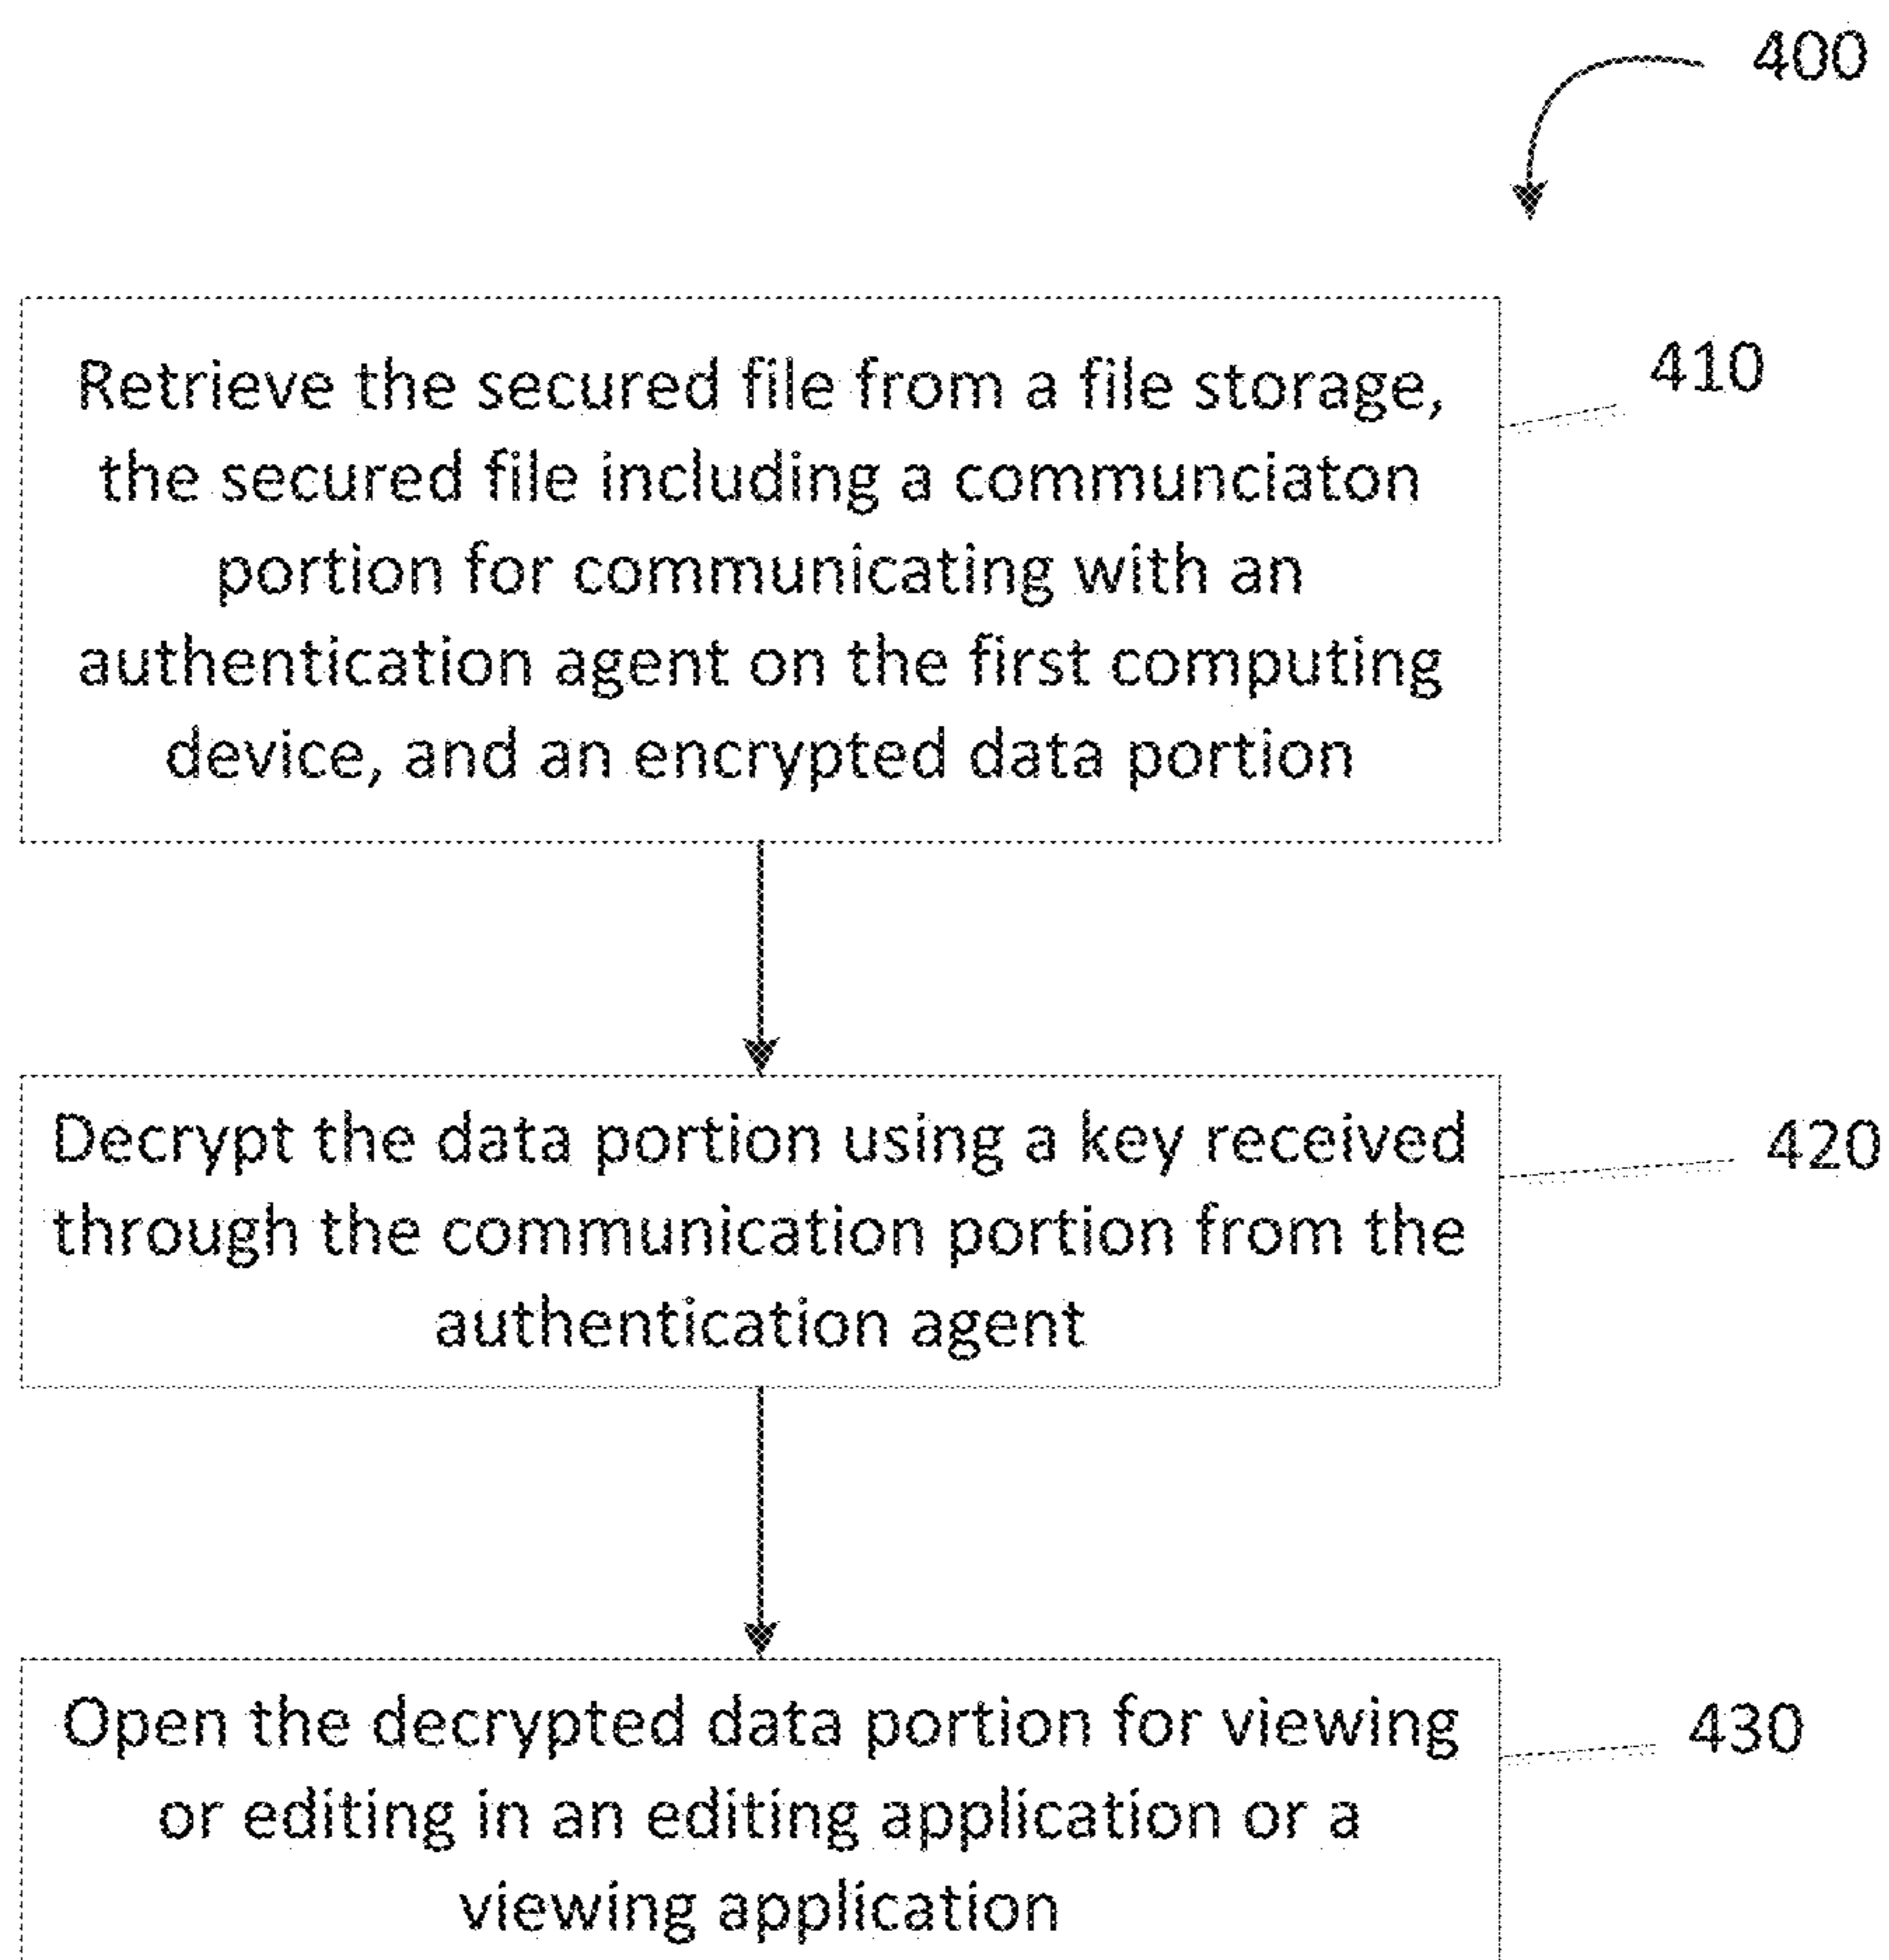 400
Retrieve the secured file from a file storage,
410
the secured file including a communciaton
portion for communicating with an
authentication agent on the first computing
device, and an encrypted data portion
Decrypt the data portion using a key received
420
through the communication portion from the
authentication agent
Open the decrypted data portion for viewing
430
or editing in an editing application or a
viewing application